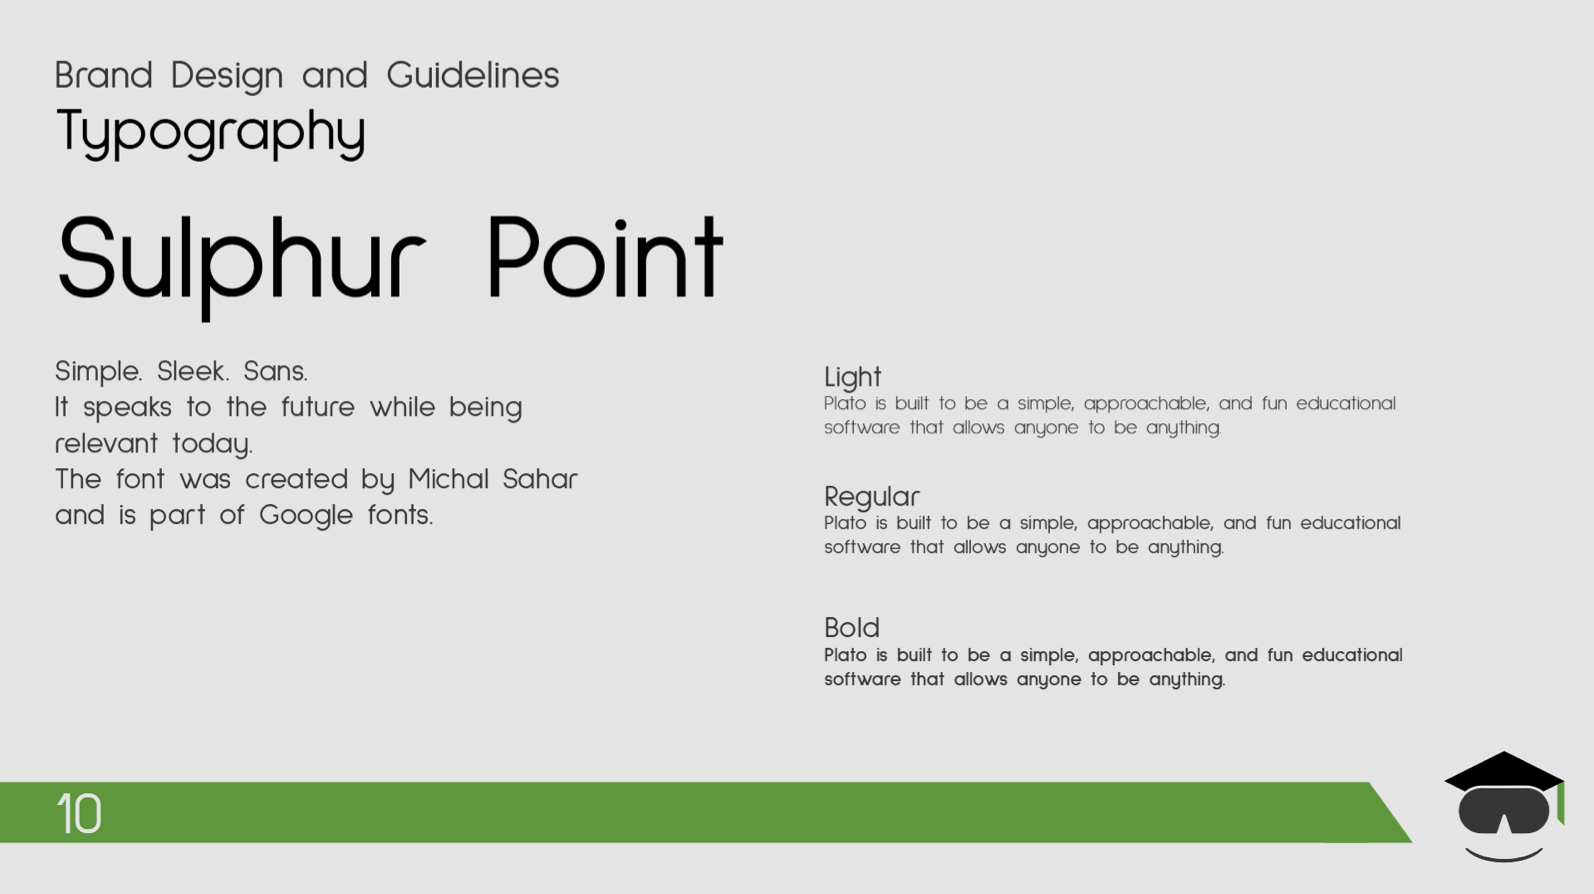 Brand Design and Guidelines
Typography
Sulphur Point
Simple. Sleek. Sans.
It speaks to the future while being
relevant today.
The font was created by Michal Sahar
and is part of Google fonts.
Light
Plato is built to be a simple, approachable, and fun educational
software that allows anyone to be anything.
Regular
Plato is built to be a simple, approachable, and fun educational
software that allows anyone to be anything.
Bold
Plato is built to be a simple, approachable, and fun educational
software that allows anyone to be anything.
10